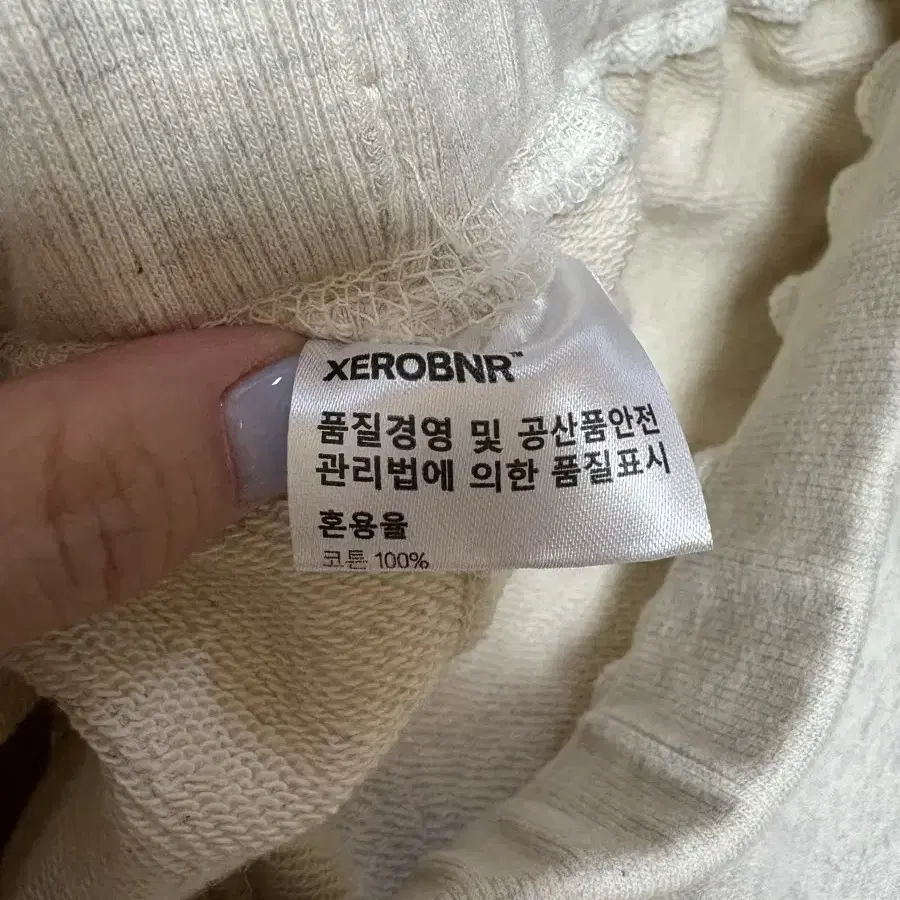 XEROBNR™
품질경영 및 공산품안전
관리법에 의한 품질표시
혼용율
코튼 100%